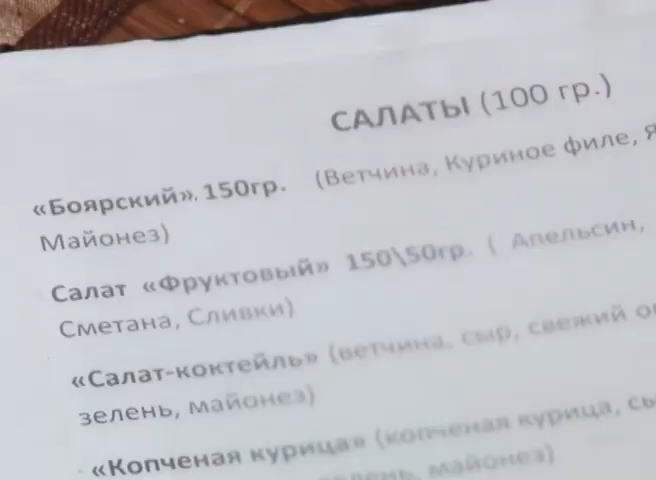 САЛАТЫ (100 гр.)
«Боярский», 150гр. (Ветчина, Куриное филе,
Майонез)
Салат «Фруктовый» 150\50гр. ( Апельсин,
Сметана, Сливки)
«Салат-коктейль» (ветчина, сыр, свежий
зелень, майонез)
«Копченая курица» (копченая курица,
майонез)